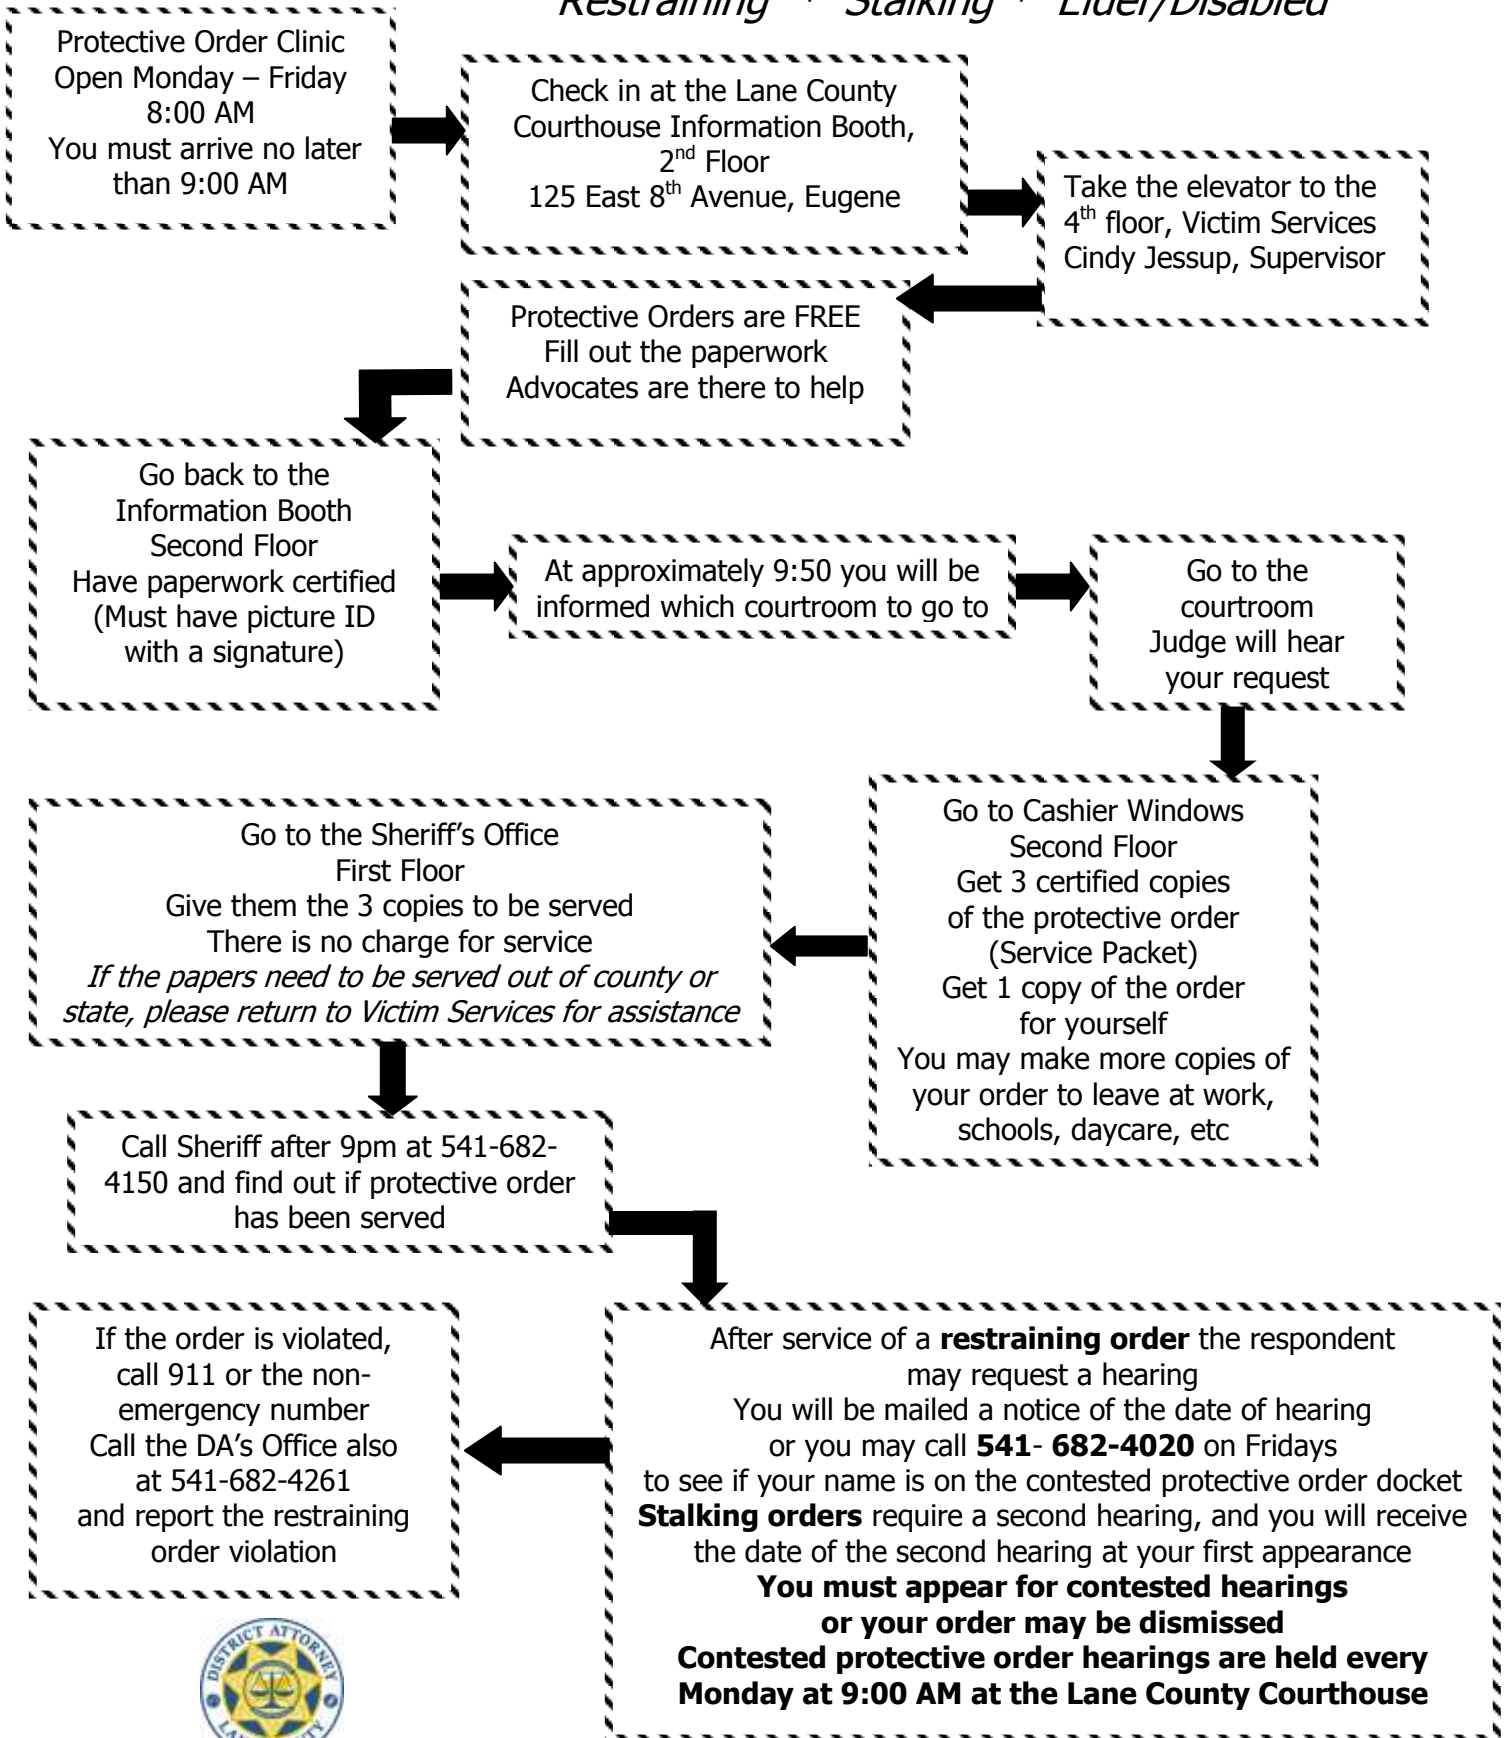 Restraining * Stalking * Elder/Disabled
Protective Order Clinic
Open Monday – Friday
8:00 AM
You must arrive no later
than 9:00 AM
Check in at the Lane County
Courthouse Information Booth,
2nd Floor
125 East 8th Avenue, Eugene
Take the elevator to the
4th floor, Victim Services
Cindy Jessup, Supervisor
Protective Orders are FREE
Fill out the paperwork
Advocates are there to help
Go back to the
Information Booth
Second Floor
Have paperwork certified
(Must have picture ID
with a signature)
At approximately 9:50 you will be
informed which courtroom to go to
Go to the
courtroom
Judge will hear
your request
Go to Cashier Windows
Second Floor
Get 3 certified copies
of the protective order
(Service Packet)
Get 1 copy of the order
for yourself
You may make more copies of
your order to leave at work,
schools, daycare, etc
Go to the Sheriff's Office
First Floor
Give them the 3 copies to be served
There is no charge for service
If the papers need to be served out of county or
state, please return to Victim Services for assistance
Call Sheriff after 9pm at 541-682-
4150 and find out if protective order
has been served
After service of a restraining order the respondent
may request a hearing
You will be mailed a notice of the date of hearing
or you may call 541- 682-4020 on Fridays
to see if your name is on the contested protective order docket
Stalking orders require a second hearing, and you will receive
the date of the second hearing at your first appearance
You must appear for contested hearings
or your order may be dismissed
Contested protective order hearings are held every
Monday at 9:00 AM at the Lane County Courthouse
If the order is violated,
call 911 or the non-
emergency number
Call the DA's Office also
at 541-682-4261
and report the restraining
order violation
DISTRICT ATTORNEY
LANE COUNTY